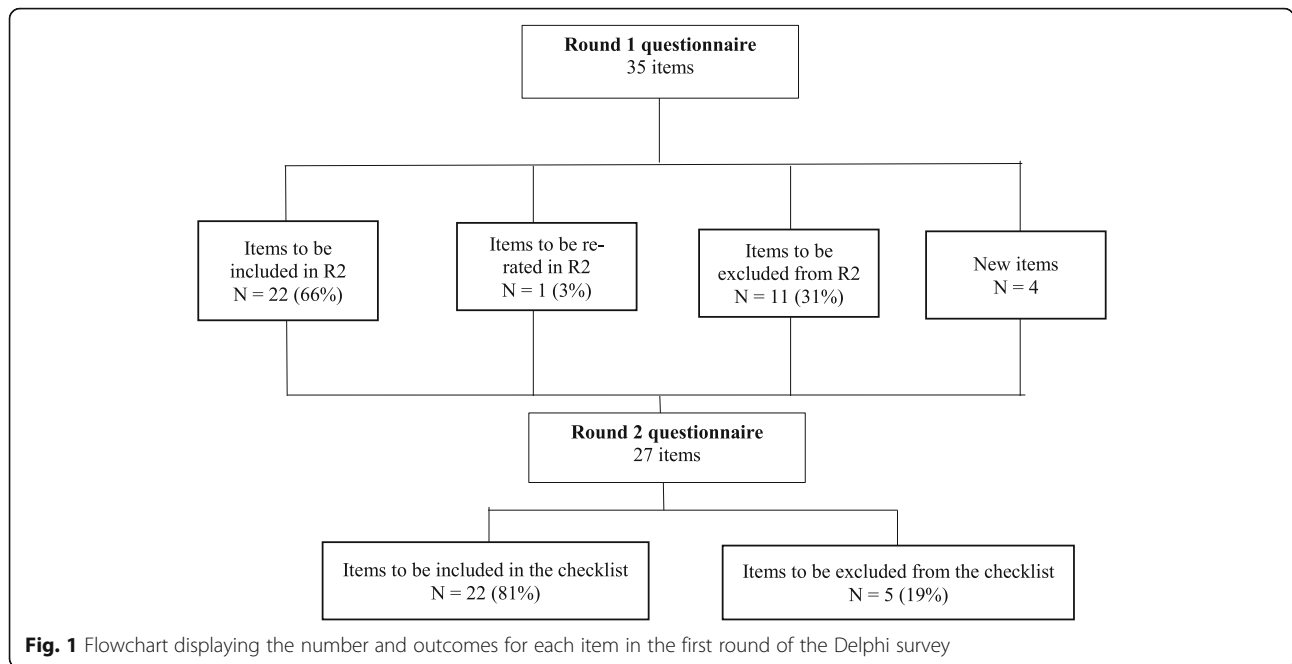 Round 1 questionnaire
35 items
Items to be
included in R2
N = 22 (66%)
Items to be re-
rated in R2
N = 1 (3%)
Items to be
excluded from R2
N = 11 (31%)
New items
N = 4
Round 2 questionnaire
27 items
Items to be included in the checklist
N = 22 (81%)
Items to be excluded from the checklist
N = 5 (19%)
Fig. 1 Flowchart displaying the number and outcomes for each item in the first round of the Delphi survey